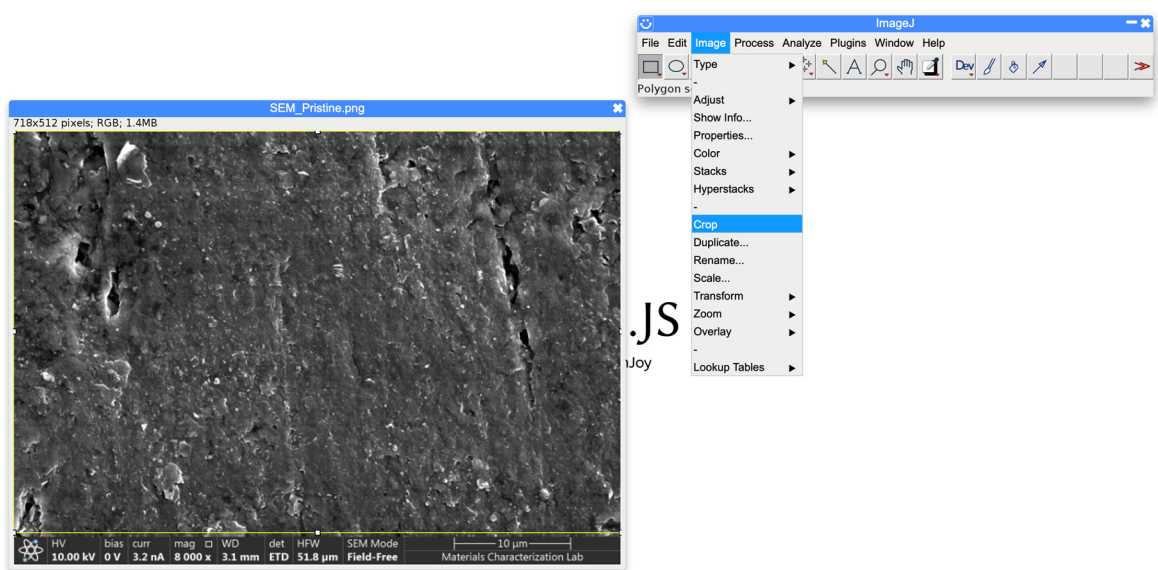 ImageJ
File Edit Image Process Analyze Plugins Window Help
Dev
Polygon s
Type
-
Adjust
Show Info...
Properties...
Color
Stacks
Hyperstacks
-
Crop
Duplicate...
Rename...
Scale...
Transform
Zoom
Overlay
-
Lookup Tables
.JS
Joy
SEM_Pristine.png
718x512 pixels; RGB; 1.4MB
HV bias curr mag WD det HFW SEM Mode
10.00 kV 0 V 3.2 nA 8 000 x 3.1 mm ETD 51.8 µm Field-Free
10 µm
Materials Characterization Lab